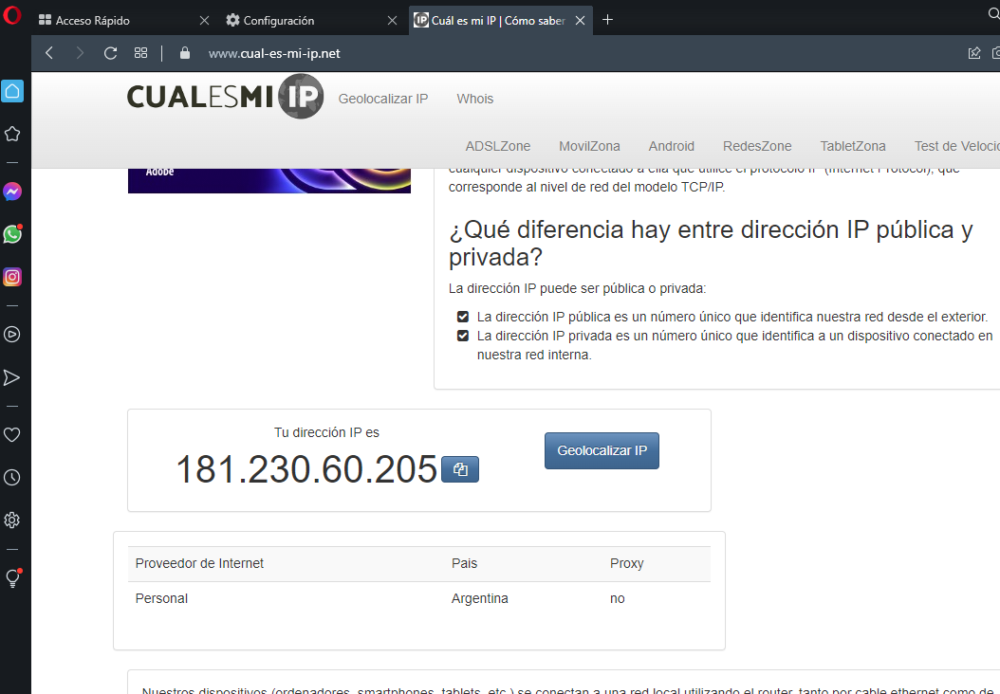 Acceso Rápido
Configuración
Cuál es mi IP | Cómo saber
www.cual-es-mi-ip.net
CUALESMI IP
Geolocalizar IP
Whois
ADSLZone
MovilZona
Android
RedesZone
TabletZona
Test de Veloci
Adobe
cualquier dispositivo conectado a ella que utilice el protocolo IP (Internet Protocol), que
corresponde al nivel de red del modelo TCP/IP.
¿Qué diferencia hay entre dirección IP pública y
privada?
La dirección IP puede ser pública o privada:
La dirección IP pública es un número único que identifica nuestra red desde el exterior.
La dirección IP privada es un número único que identifica a un dispositivo conectado en
nuestra red interna.
Tu dirección IP es
181.230.60.205
Geolocalizar IP
Proveedor de Internet
Pais
Proxy
Personal
Argentina
no
Nuestros dispositivos (ordenadores, smartphones, tablets, etc.) se conectan a una red local utilizando el router, tanto por cable ethernet como de